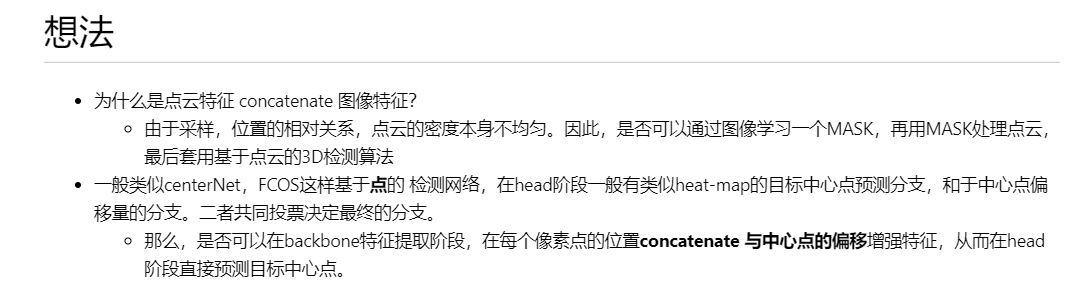 想法
为什么是点云特征 concatenate 图像特征？
由于采样，位置的相对关系，点云的密度本身不均匀。因此，是否可以通过图像学习一个MASK，再用MASK处理点云，
最后套用基于点云的3D检测算法
一般类似centerNet，FCOS这样基于点的 检测网络，在head阶段一般有类似heat-map的目标中心点预测分支，和于中心点偏
移量的分支。二者共同投票决定最终的分支。
那么，是否可以在backbone特征提取阶段，在每个像素点的位置concatenate 与中心点的偏移增强特征，从而在head
阶段直接预测目标中心点。